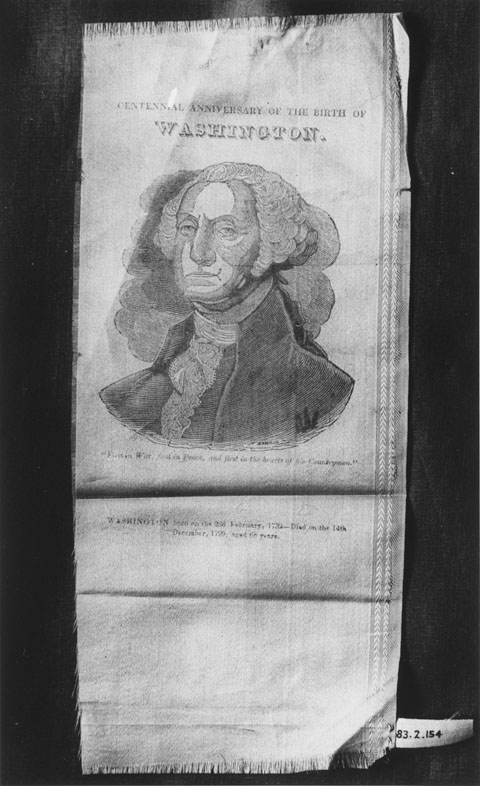 CENTENNIAL ANNIVERSARY OF THE BIRTH OF
WASHINGTON.
"First in War, first in Peace, and first in the hearts of his Countrymen."
WASHINGTON born on the 22d February, 1732—Died on the 14th
December, 1799, aged 68 years.
83.2.154